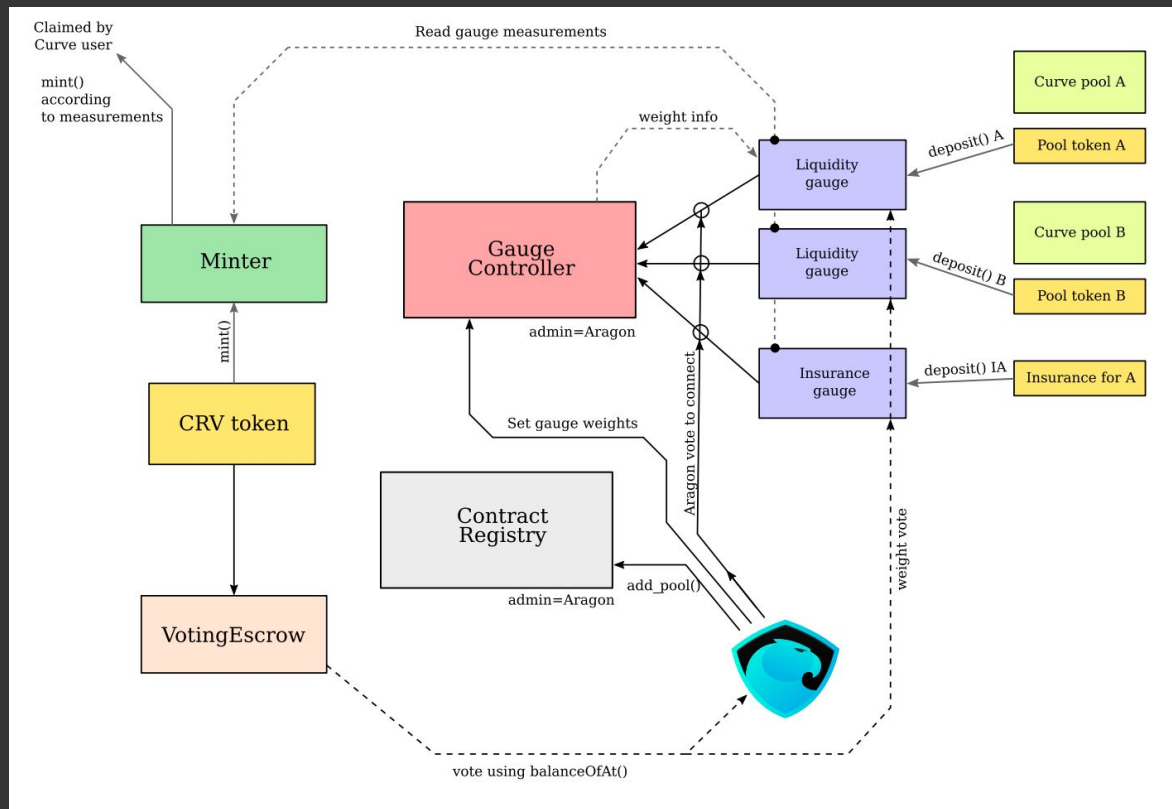 Claimed by
Curve user
mint()
according
to measurements
Read gauge measurements
weight info
Minter
mint()
CRV token
VotingEscrow
Gauge
Controller
admin=Aragon
Set gauge weights
Contract
Registry
admin=Aragon
add_pool()
Aragon vote to connect
Liquidity
gauge
Liquidity
gauge
Insurance
gauge
deposit() A
deposit() B
deposit() IA
Curve pool A
Pool token A
Curve pool B
Pool token B
Insurance for A
weight vote
vote using balanceOfAt()